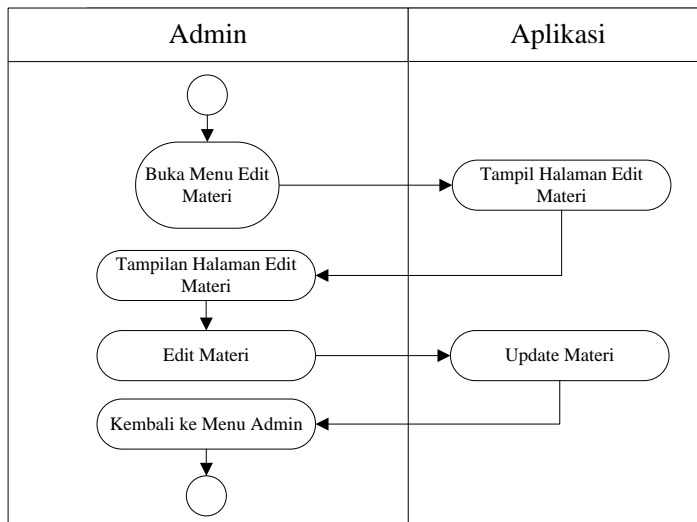 Admin
Aplikasi
Buka Menu Edit
Materi
Tampil Halaman Edit
Materi
Tampilan Halaman Edit
Materi
Edit Materi
Update Materi
Kembali ke Menu Admin